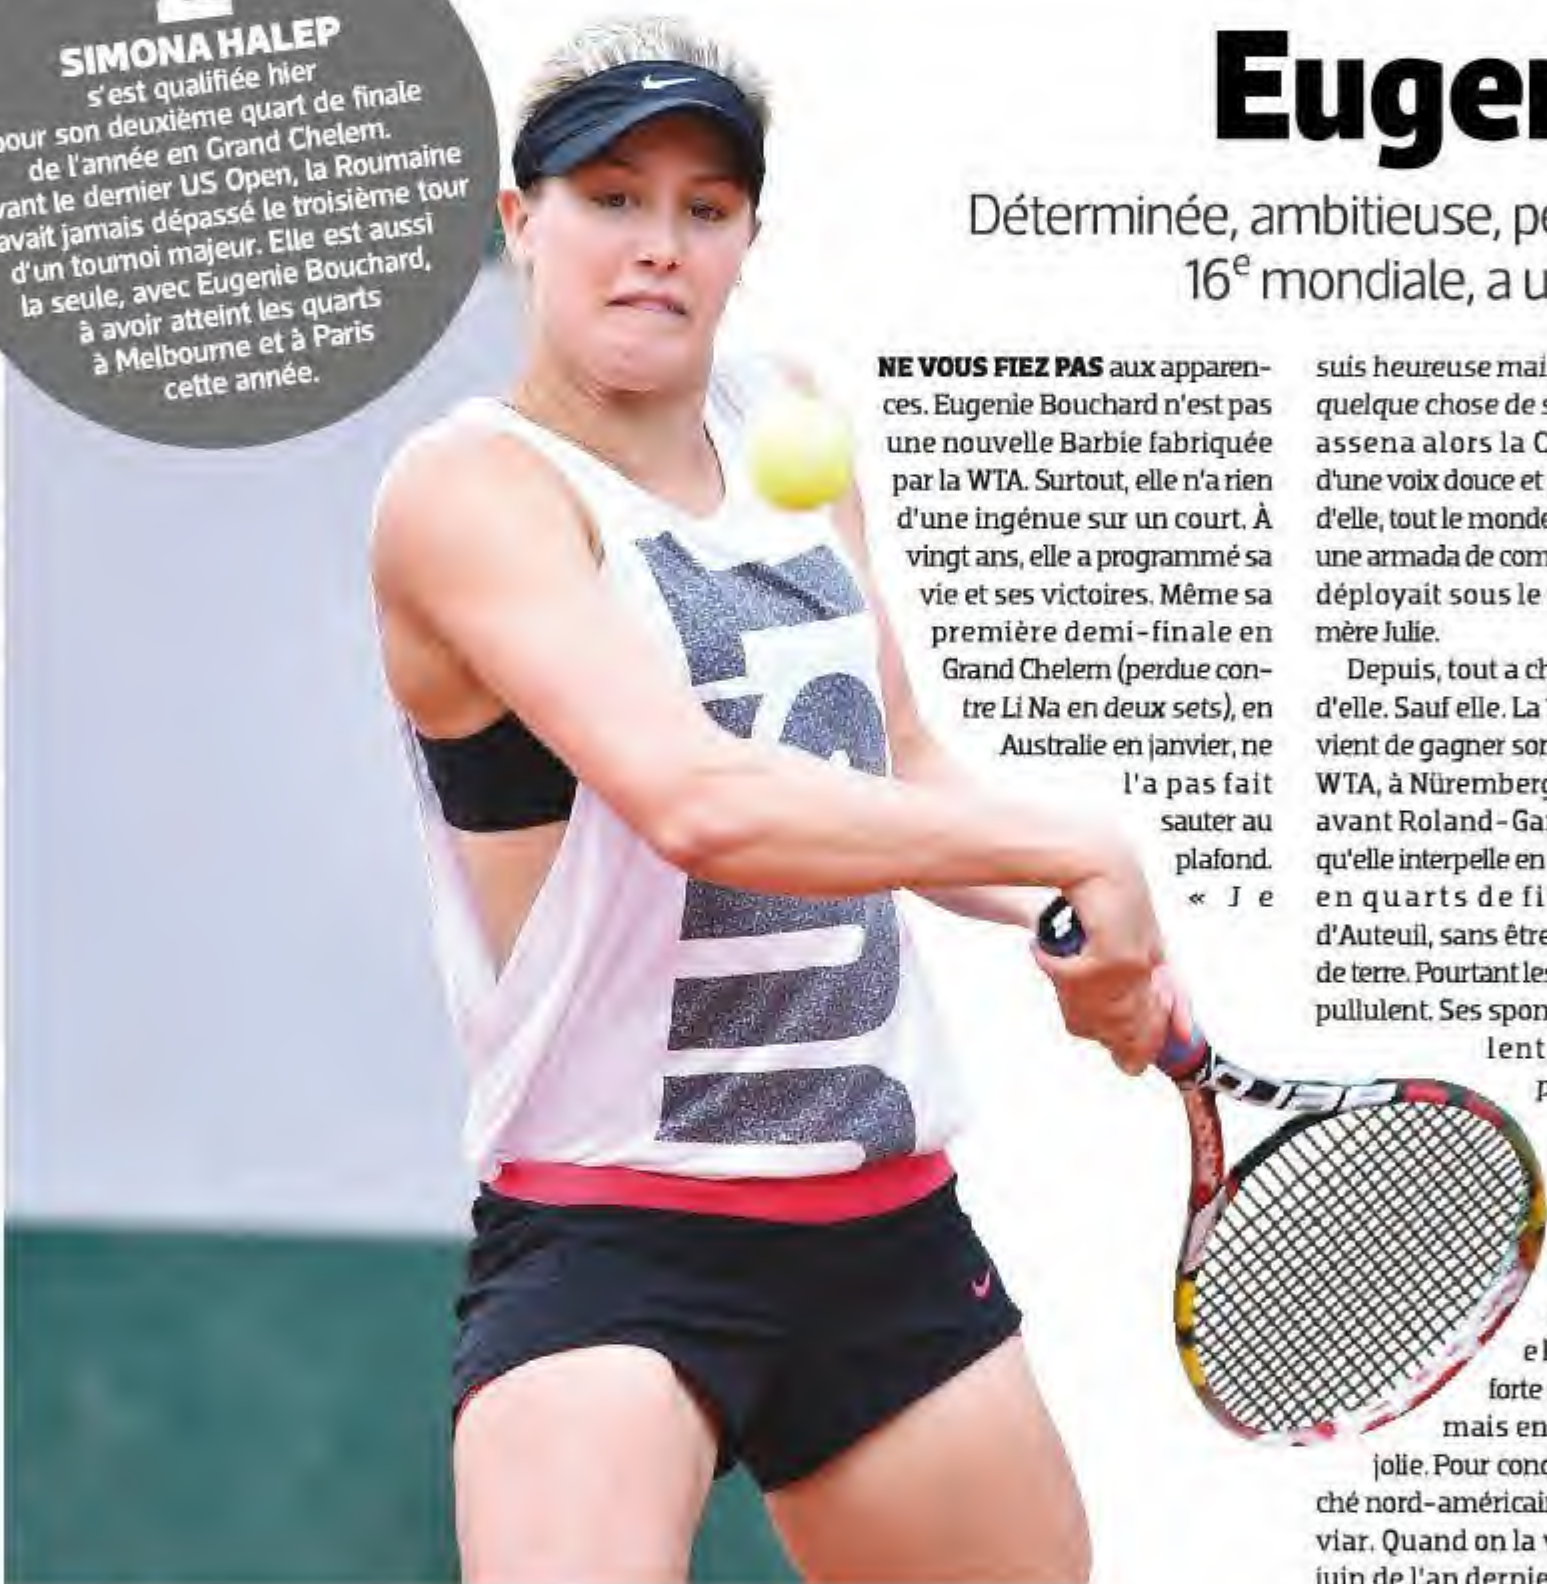 SIMONA HALEP
s'est qualifiée hier
pour son deuxième quart de finale
de l'année en Grand Chelem.
vant le dernier US Open, la Roumaine
avait jamais dépassé le troisième tour
d'un tournoi majeur. Elle est aussi
la seule, avec Eugenie Bouchard,
à avoir atteint les quarts
à Melbourne et à Paris
cette année.
Eugen
Déterminée, ambitieuse, pe
16e mondiale, a u
NE VOUS FIEZ PAS aux apparen-
ces. Eugenie Bouchard n'est pas
une nouvelle Barbie fabriquée
par la WTA. Surtout, elle n'a rien
d'une ingénue sur un court. À
vingt ans, elle a programmé sa
vie et ses victoires. Même sa
première demi-finale en
Grand Chelem (perdue con-
tre Li Na en deux sets), en
Australie en janvier, ne
l'a pas fait
sauter au
plafond.
« Je
suis heureuse mai
quelque chose de s
assena alors la C
d'une voix douce et
d'elle, tout le monde
une armada de com
déployait sous le
mère Julie.
Depuis, tout a ch
d'elle. Sauf elle. La
vient de gagner son
WTA, à Nüremberg
avant Roland-Gar
qu'elle interpelle en
en quarts de fi
d'Auteuil, sans être
de terre. Pourtant les
pullulent. Ses spon
lent
p
el
forte
mais en
jolie. Pour conc
ché nord-américain
viar. Quand on la v
juin de l'an dernie